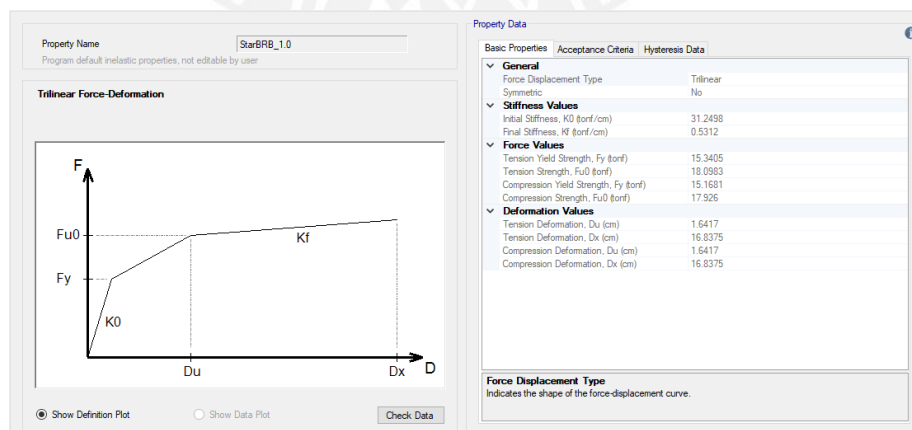 Property Name
StarBRB_1.0
Program default inelastic properties, not editable by user
Trilinear Force-Deformation
F
Fu0
Kf
Fy
K0
Du
Dx
D
Show Definition Plot
Show Data Plot
Check Data
Property Data
Basic Properties Acceptance Criteria Hysteresis Data
General
Force Displacement Type Trilinear
Symmetric No
Stiffness Values
Initial Stiffness, K0 (tonf/cm) 31.2498
Final Stiffness, Kf (tonf/cm) 0.5312
Force Values
Tension Yield Strength, Fy (tonf) 15.3405
Tension Strength, Fu0 (tonf) 18.0983
Compression Yield Strength, Fy (tonf) 15.1681
Compression Strength, Fu0 (tonf) 17.926
Deformation Values
Tension Deformation, Du (cm) 1.6417
Tension Deformation, Dx (cm) 16.8375
Compression Deformation, Du (cm) 1.6417
Compression Deformation, Dx (cm) 16.8375
Force Displacement Type
Indicates the shape of the force-displacement curve.